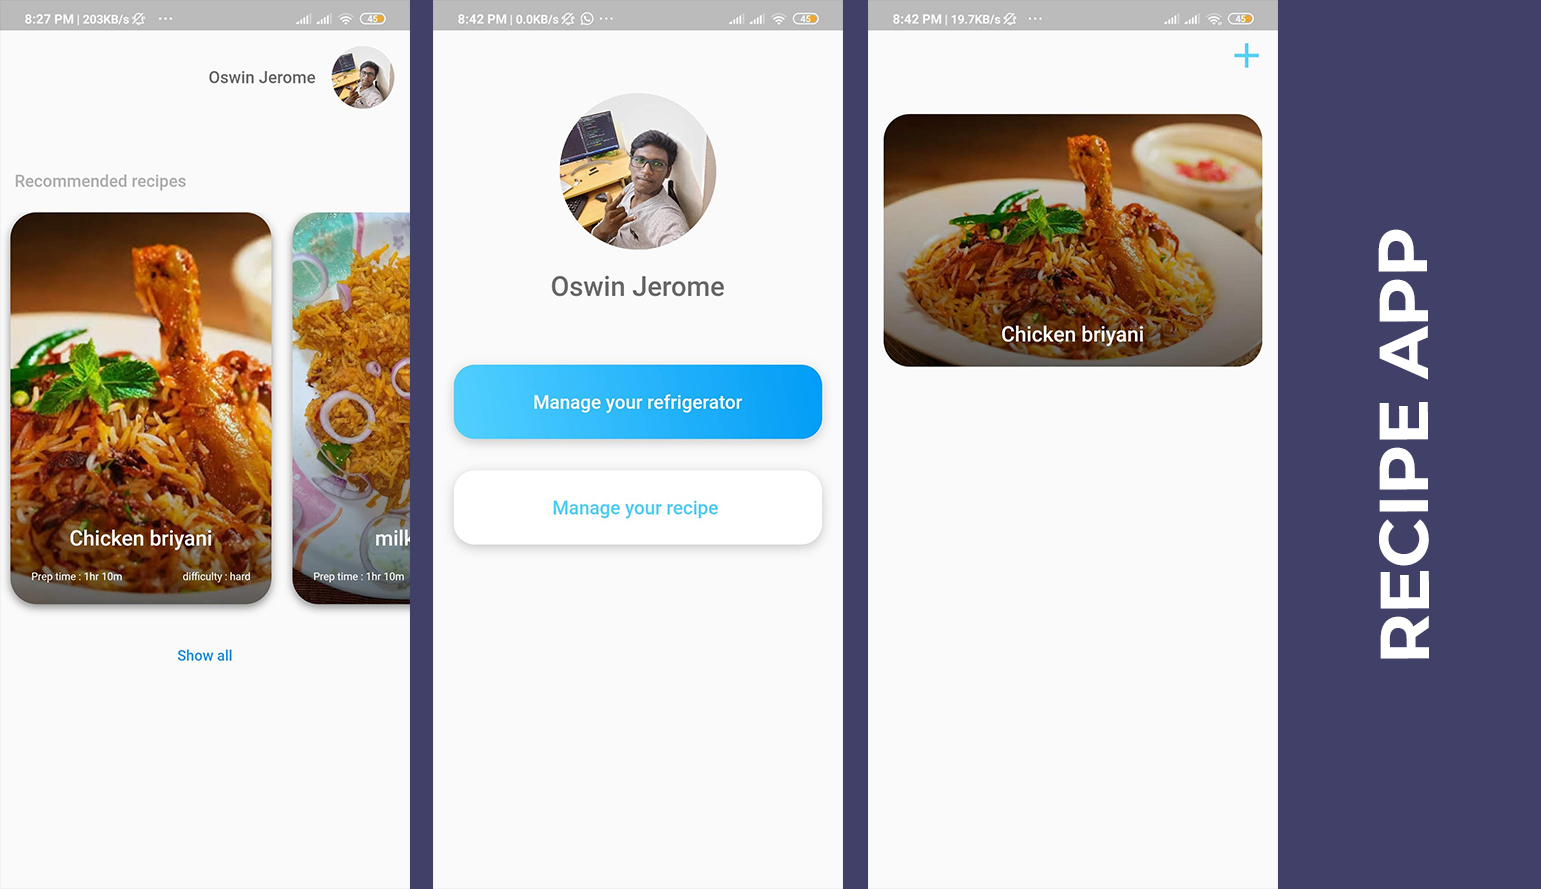 8:27 PM | 203KB/s ...
45
Oswin Jerome
Recommended recipes
Chicken briyani
Prep time : 1hr 10m
difficulty : hard
milk
Prep time : 1hr 10m
Show all
8:42 PM | 0.0KB/s ...
45
Oswin Jerome
Manage your refrigerator
Manage your recipe
8:42 PM | 19.7KB/s ...
45
+
Chicken briyani
RECIPE APP